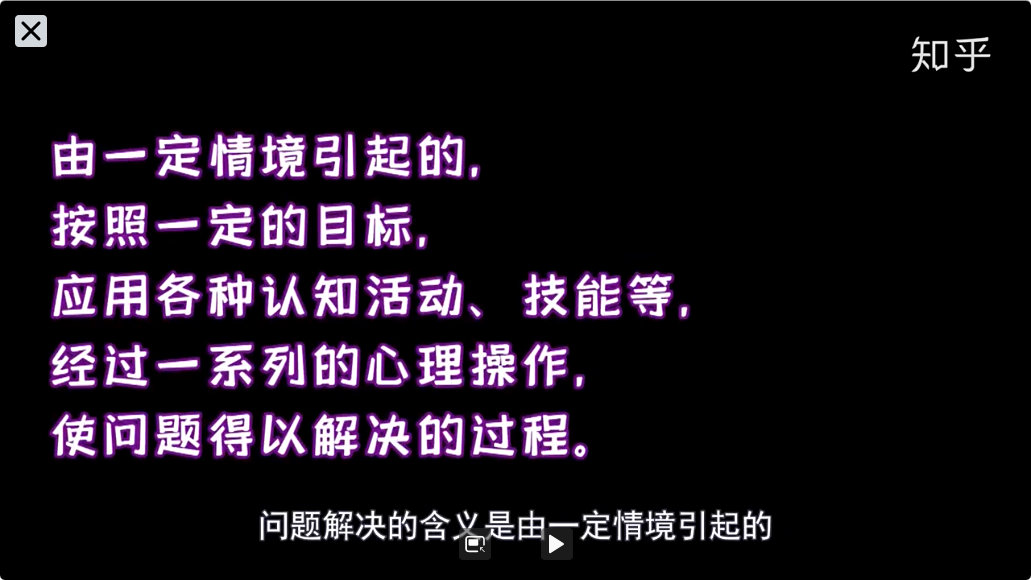 知乎
由一定情境引起的，
按照一定的目标，
应用各种认知活动、技能等，
经过一系列的心理操作，
使问题得以解决的过程。
问题解决的含义是由一定情境引起的